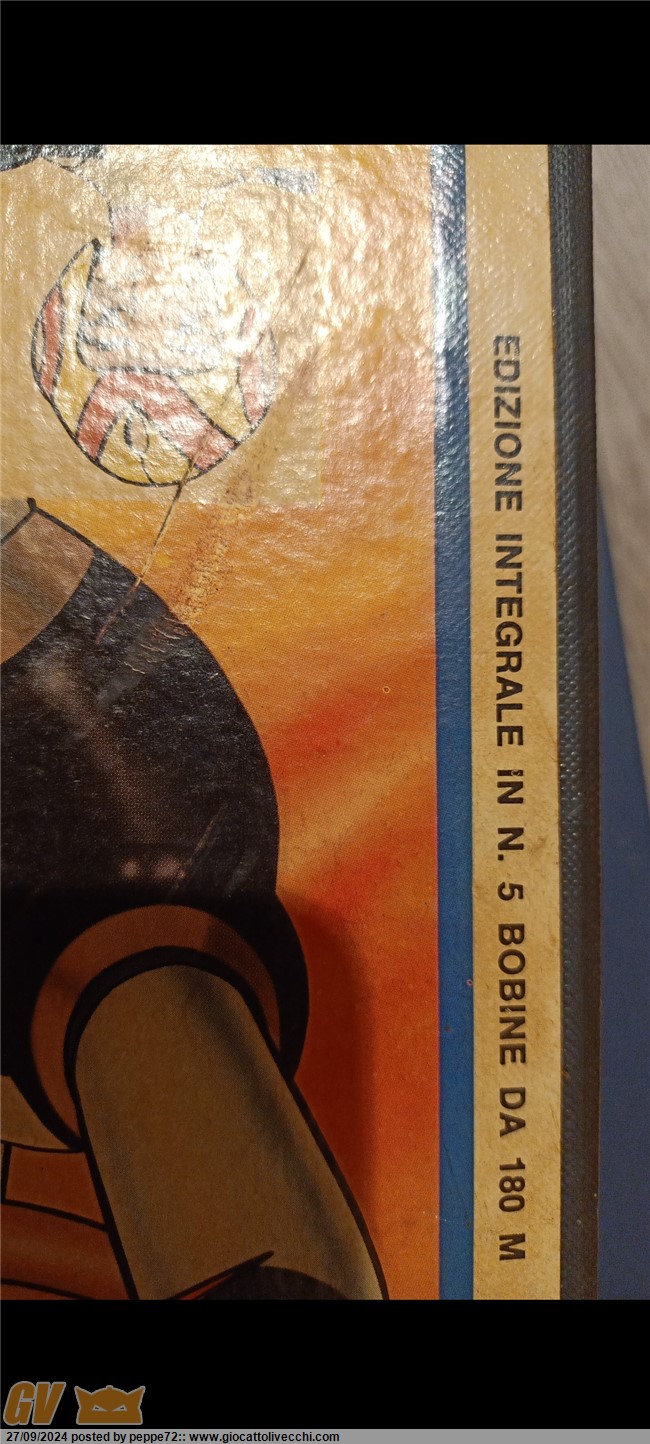 EDIZIONE INTEGRALE IN N. 5 BOBINE DA 180 M
GV
27/09/2024 posted by peppe72:: www.giocattolivecchi.com